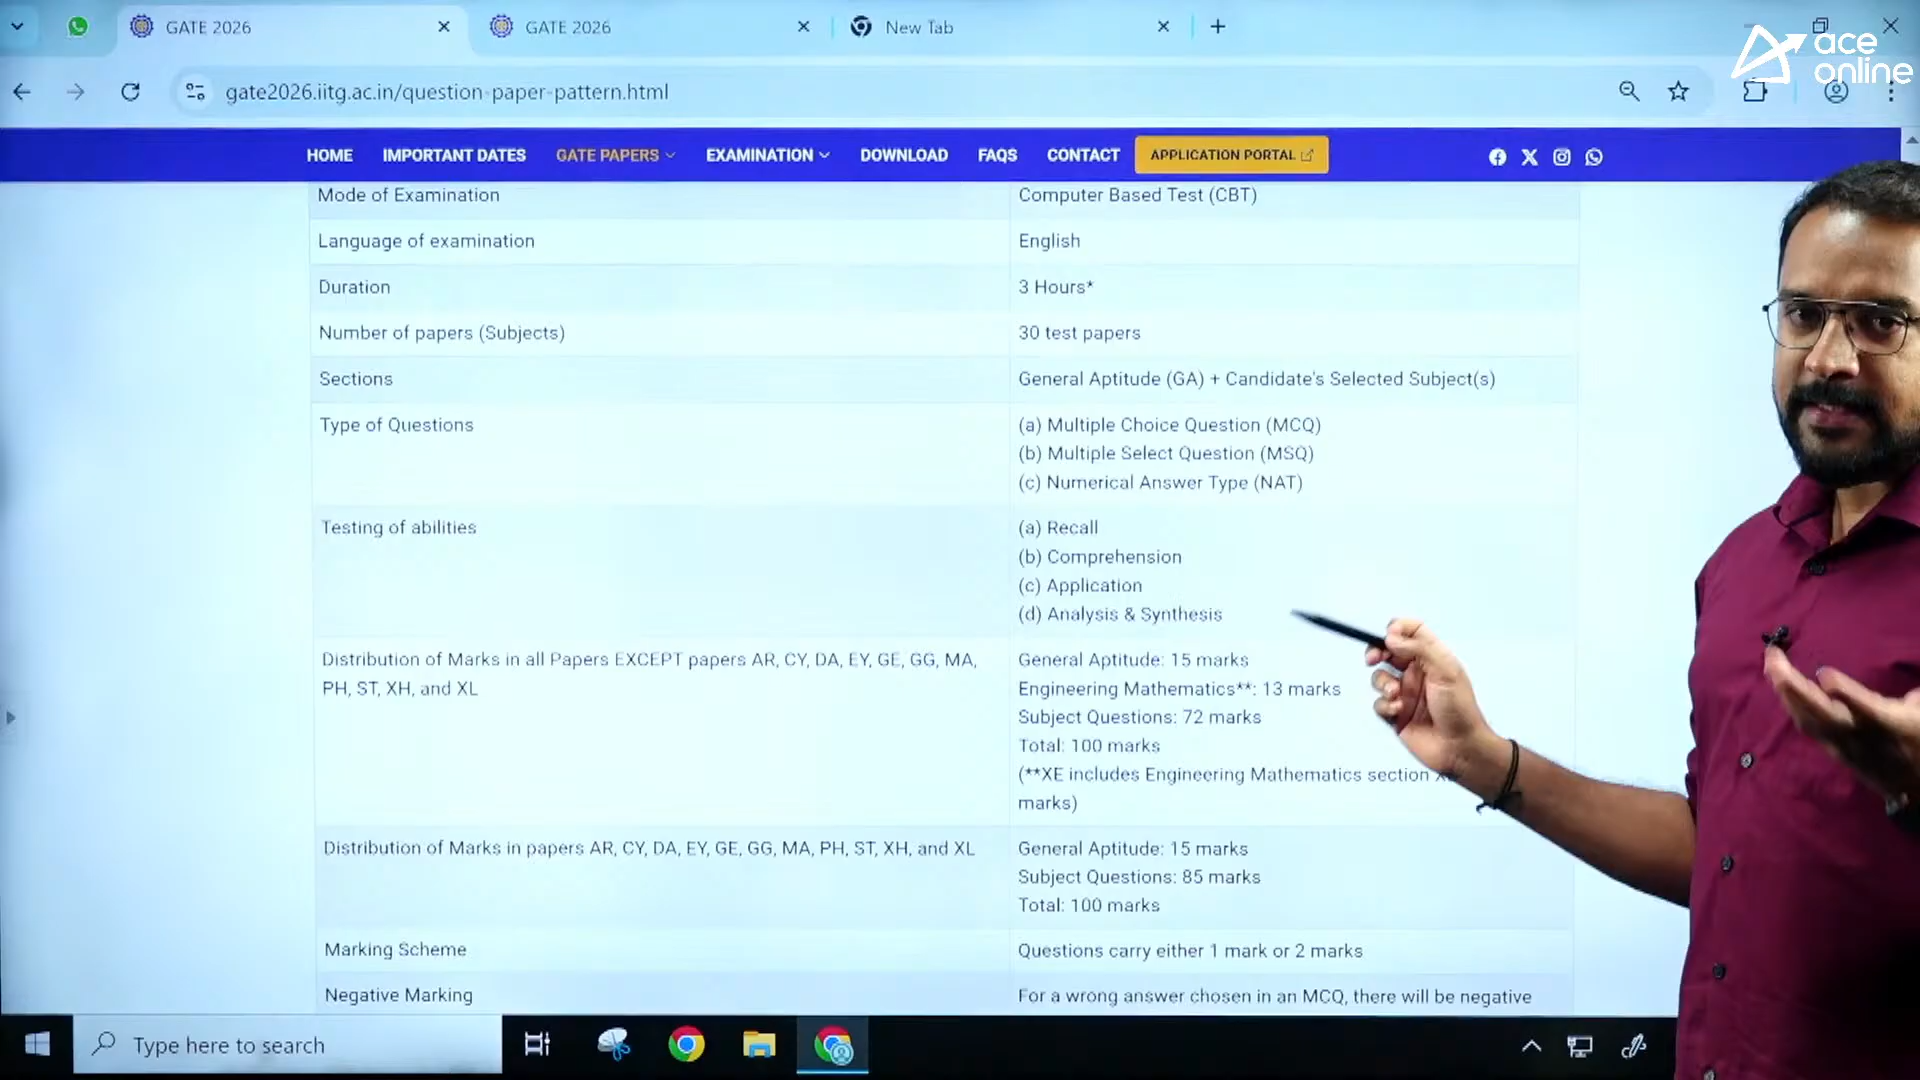 GATE 2026
GATE 2026
New Tab
ace
online
gate2026.iitg.ac.in/question-paper-pattern.html
HOME
IMPORTANT DATES
GATE PAPERS
EXAMINATION
DOWNLOAD
FAQS
CONTACT
APPLICATION PORTAL
Mode of Examination
Computer Based Test (CBT)
Language of examination
English
Duration
3 Hours*
Number of papers (Subjects)
30 test papers
Sections
General Aptitude (GA) + Candidate's Selected Subject(s)
Type of Questions
(a) Multiple Choice Question (MCQ)
(b) Multiple Select Question (MSQ)
(c) Numerical Answer Type (NAT)
Testing of abilities
(a) Recall
(b) Comprehension
(c) Application
(d) Analysis & Synthesis
Distribution of Marks in all Papers EXCEPT papers AR, CY, DA, EY, GE, GG, MA,
PH, ST, XH, and XL
General Aptitude: 15 marks
Engineering Mathematics**: 13 marks
Subject Questions: 72 marks
Total: 100 marks
(**XE includes Engineering Mathematics section
marks)
Distribution of Marks in papers AR, CY, DA, EY, GE, GG, MA, PH, ST, XH, and XL
General Aptitude: 15 marks
Subject Questions: 85 marks
Total: 100 marks
Marking Scheme
Questions carry either 1 mark or 2 marks
Negative Marking
For a wrong answer chosen in an MCQ, there will be negative
Type here to search